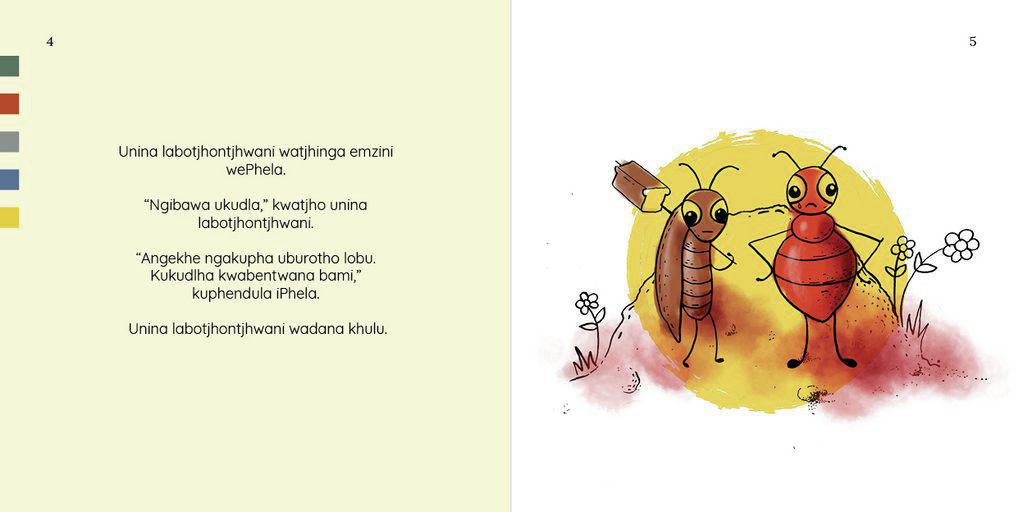 4
Unina labotjhontjhwani watjhinga emzini
wePhela.
“Ngibawa ukudla,” kwatjho unina
labotjhontjhwani.
“Angekhe ngakupha uburotho lobu.
Kukudlha kwabentwana bami,”
kuphendula iPhela.
Unina labotjhontjhwani wadana khulu.
5